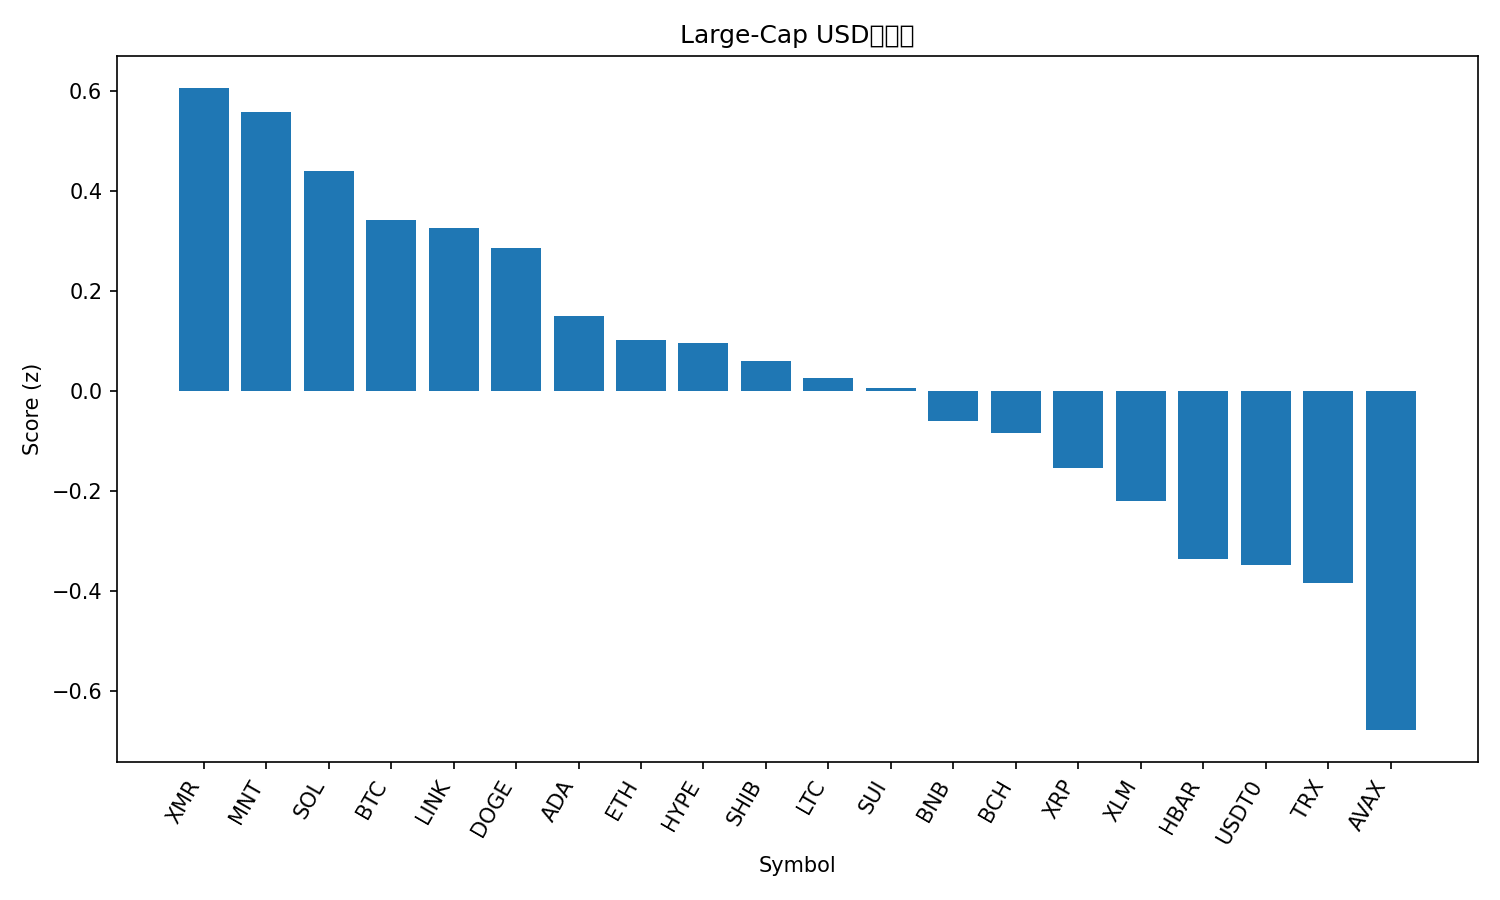 Large-Cap USD
0.6
0.4
0.2
0.0
−0.2
−0.4
−0.6
Score (z)
XMR
MNT
SOL
BTC
LINK
DOGE
ADA
ETH
HYPE
SHIB
LTC
SUI
BNB
BCH
XRP
XLM
HBAR
USDT0
TRX
AVAX
Symbol